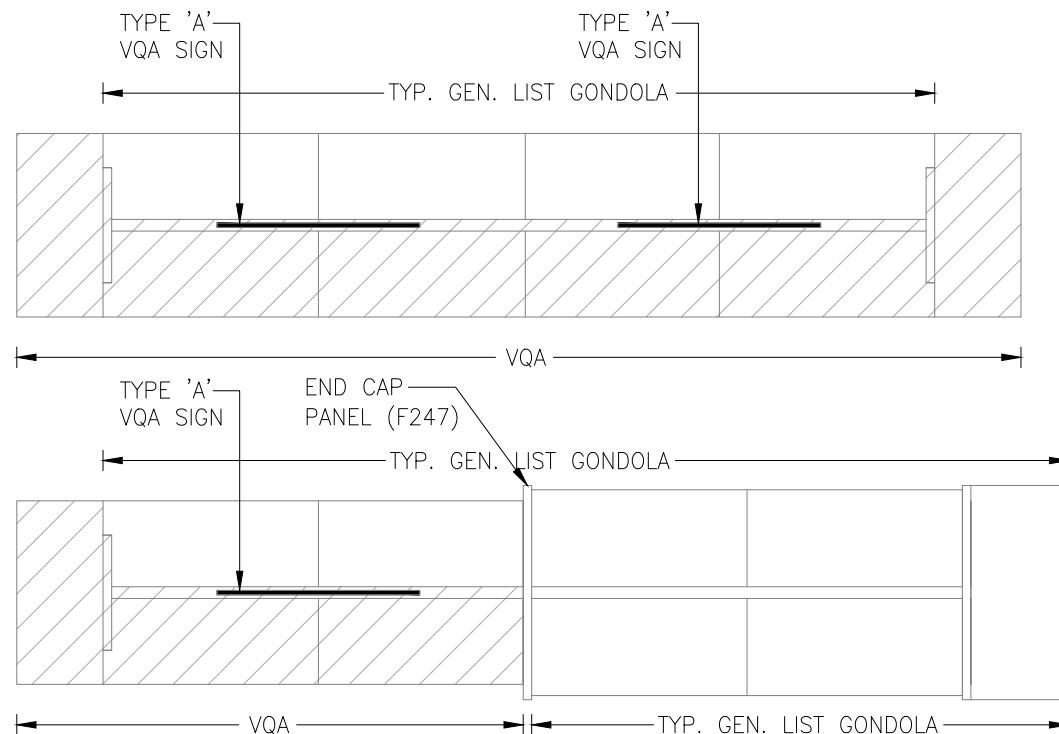 TYPE 'A'
VQA SIGN
TYPE 'A'
VQA SIGN
TYP. GEN. LIST GONDOLA
VQA
TYPE 'A'
VQA SIGN
END CAP
PANEL (F247)
TYP. GEN. LIST GONDOLA
VQA
TYP. GEN. LIST GONDOLA